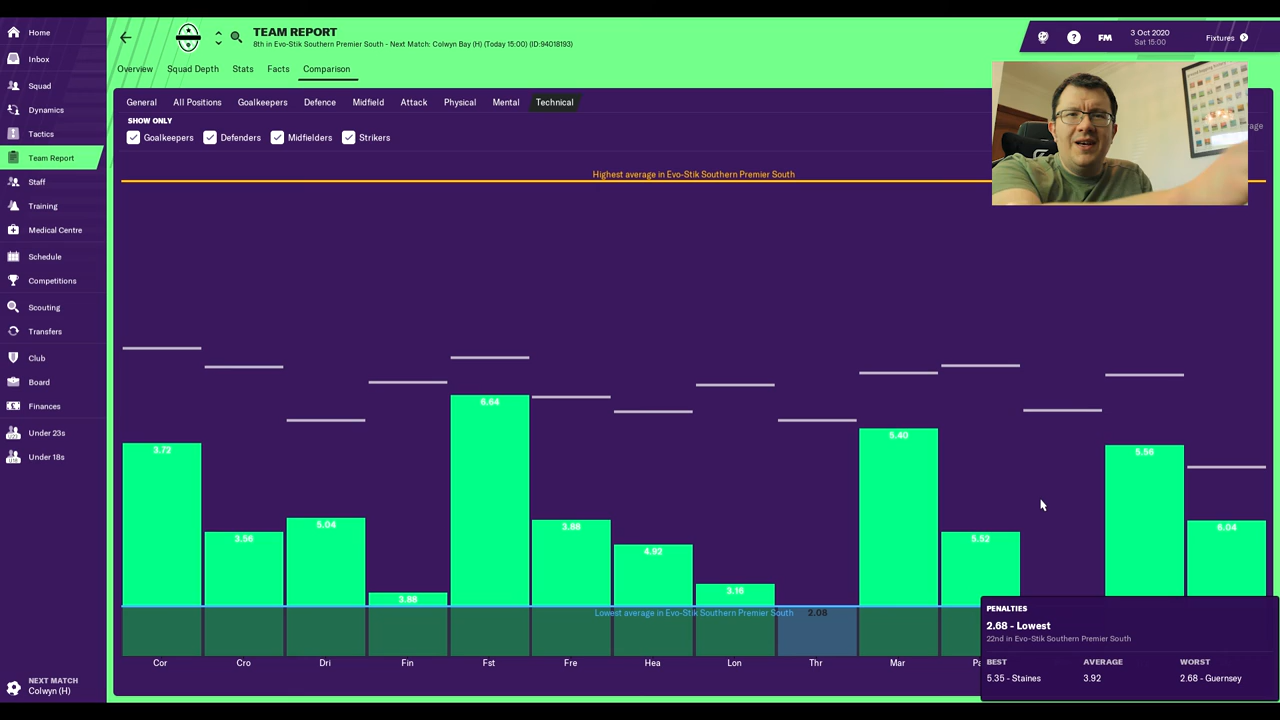 Home
TEAM REPORT
8th in Evo-Stik Southern Premier South - Next Match: Colwyn Bay (H) (Today 15:00) (ID:94018193)
FM
3 Oct 2020
Sat 15:00
Fixtures
Inbox
Squad
Dynamics
Tactics
Team Report
Staff
Training
Medical Centre
Schedule
Competitions
Scouting
Transfers
Club
Board
Finances
Under 23s
Under 18s
NEXT MATCH
Colwyn (H)
Overview Squad Depth Stats Facts Comparison
General All Positions Goalkeepers Defence Midfield Attack Physical Mental Technical
SHOW ONLY
Goalkeepers Defenders Midfielders Strikers
Highest average in Evo-Stik Southern Premier South
3.72 3.56 5.04 3.88 6.64 3.88 4.92 3.16 2.08 5.40 5.52 5.56 6.04
Lowest average in Evo-Stik Southern Premier South
Cor Cro Dri Fin Fst Fre Hea Lon Thr Mar
PENALTIES
2.68 - Lowest
22nd in Evo-Stik Southern Premier South
BEST AVERAGE WORST
5.35 - Staines 3.92 2.68 - Guernsey